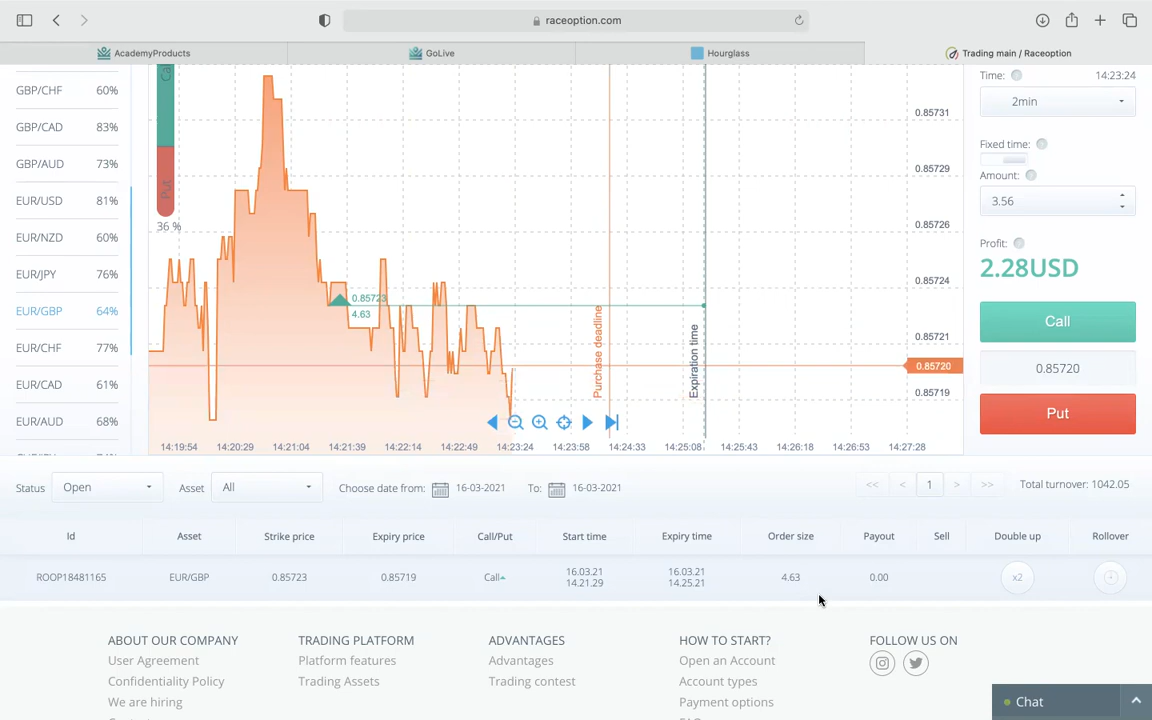 raceoption.com
AcademyProducts
GoLive
Hourglass
Trading main / Raceoption
GBP/CHF 60%
GBP/CAD 83%
GBP/AUD 73%
EUR/USD 81%
EUR/NZD 60%
EUR/JPY 76%
EUR/GBP 64%
EUR/CHF 77%
EUR/CAD 61%
EUR/AUD 68%
Put
36 %
0.85723
4.63
Purchase deadline
Expiration time
0.85731
0.85729
0.85726
0.85724
0.85721
0.85720
0.85719
14:19:54 14:20:29 14:21:04 14:21:39 14:22:14 14:22:49 14:23:24 14:23:58 14:24:33 14:25:08 14:25:43 14:26:18 14:26:53 14:27:28
Time: 14:23:24
2min
Fixed time:
Amount:
3.56
Profit:
2.28USD
Call
0.85720
Put
Status Open Asset All Choose date from: 16-03-2021 To: 16-03-2021 << < 1 > >> Total turnover: 1042.05
Id Asset Strike price Expiry price Call/Put Start time Expiry time Order size Payout Sell Double up Rollover
ROOP18481165 EUR/GBP 0.85723 0.85719 Call 16.03.21 14.21.29 16.03.21 14.25.21 4.63 0.00 x2
ABOUT OUR COMPANY TRADING PLATFORM ADVANTAGES HOW TO START? FOLLOW US ON
User Agreement Platform features Advantages Open an Account
Confidentiality Policy Trading Assets Trading contest Account types
We are hiring Payment options
Chat